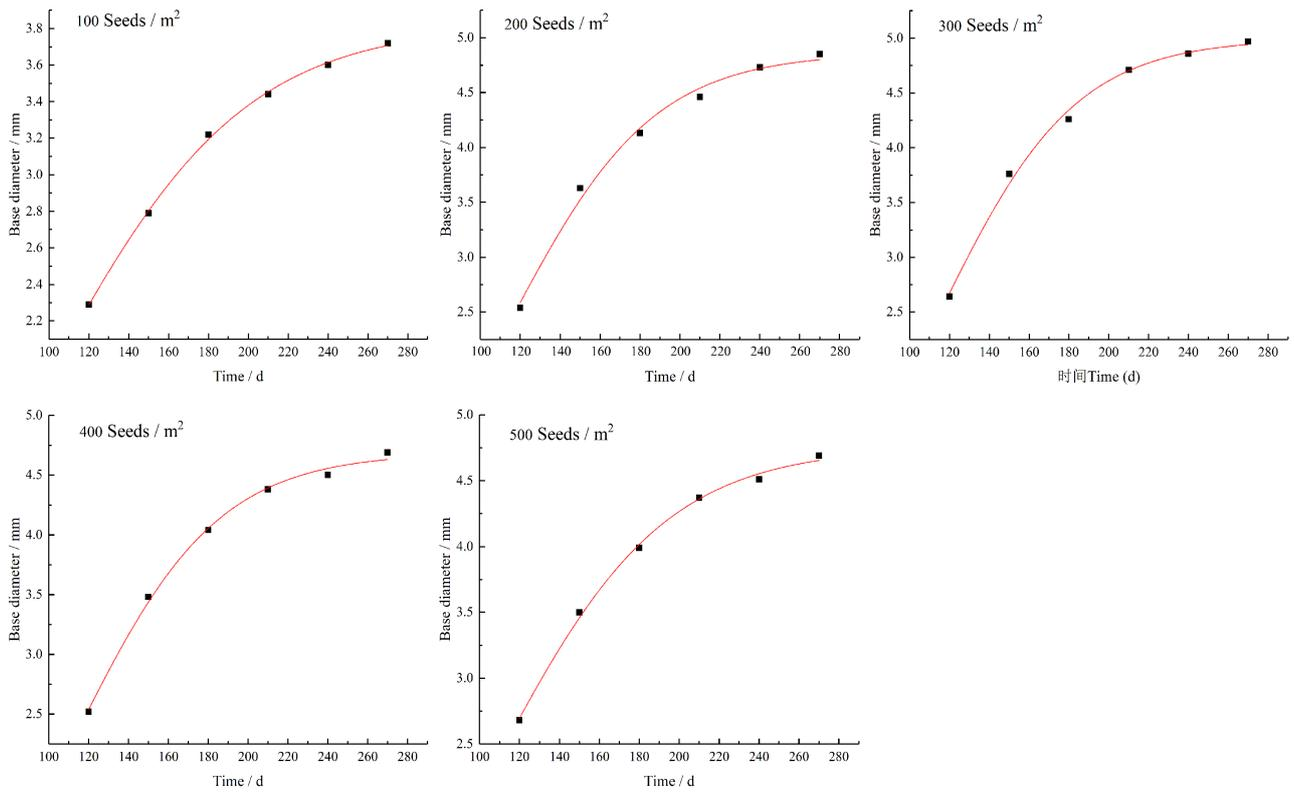 100 Seeds / m²
3.8
3.6
3.4
3.2
3.0
2.8
2.6
2.4
2.2
Base diameter / mm
100 120 140 160 180 200 220 240 260 280
Time / d
200 Seeds / m²
5.0
4.5
4.0
3.5
3.0
2.5
Base diameter / mm
100 120 140 160 180 200 220 240 260 280
Time / d
300 Seeds / m²
5.0
4.5
4.0
3.5
3.0
2.5
Base diameter / mm
100 120 140 160 180 200 220 240 260 280
时间Time (d)
400 Seeds / m²
5.0
4.5
4.0
3.5
3.0
2.5
Base diameter / mm
100 120 140 160 180 200 220 240 260 280
Time / d
500 Seeds / m²
5.0
4.5
4.0
3.5
3.0
2.5
Base diameter / mm
100 120 140 160 180 200 220 240 260 280
Time / d